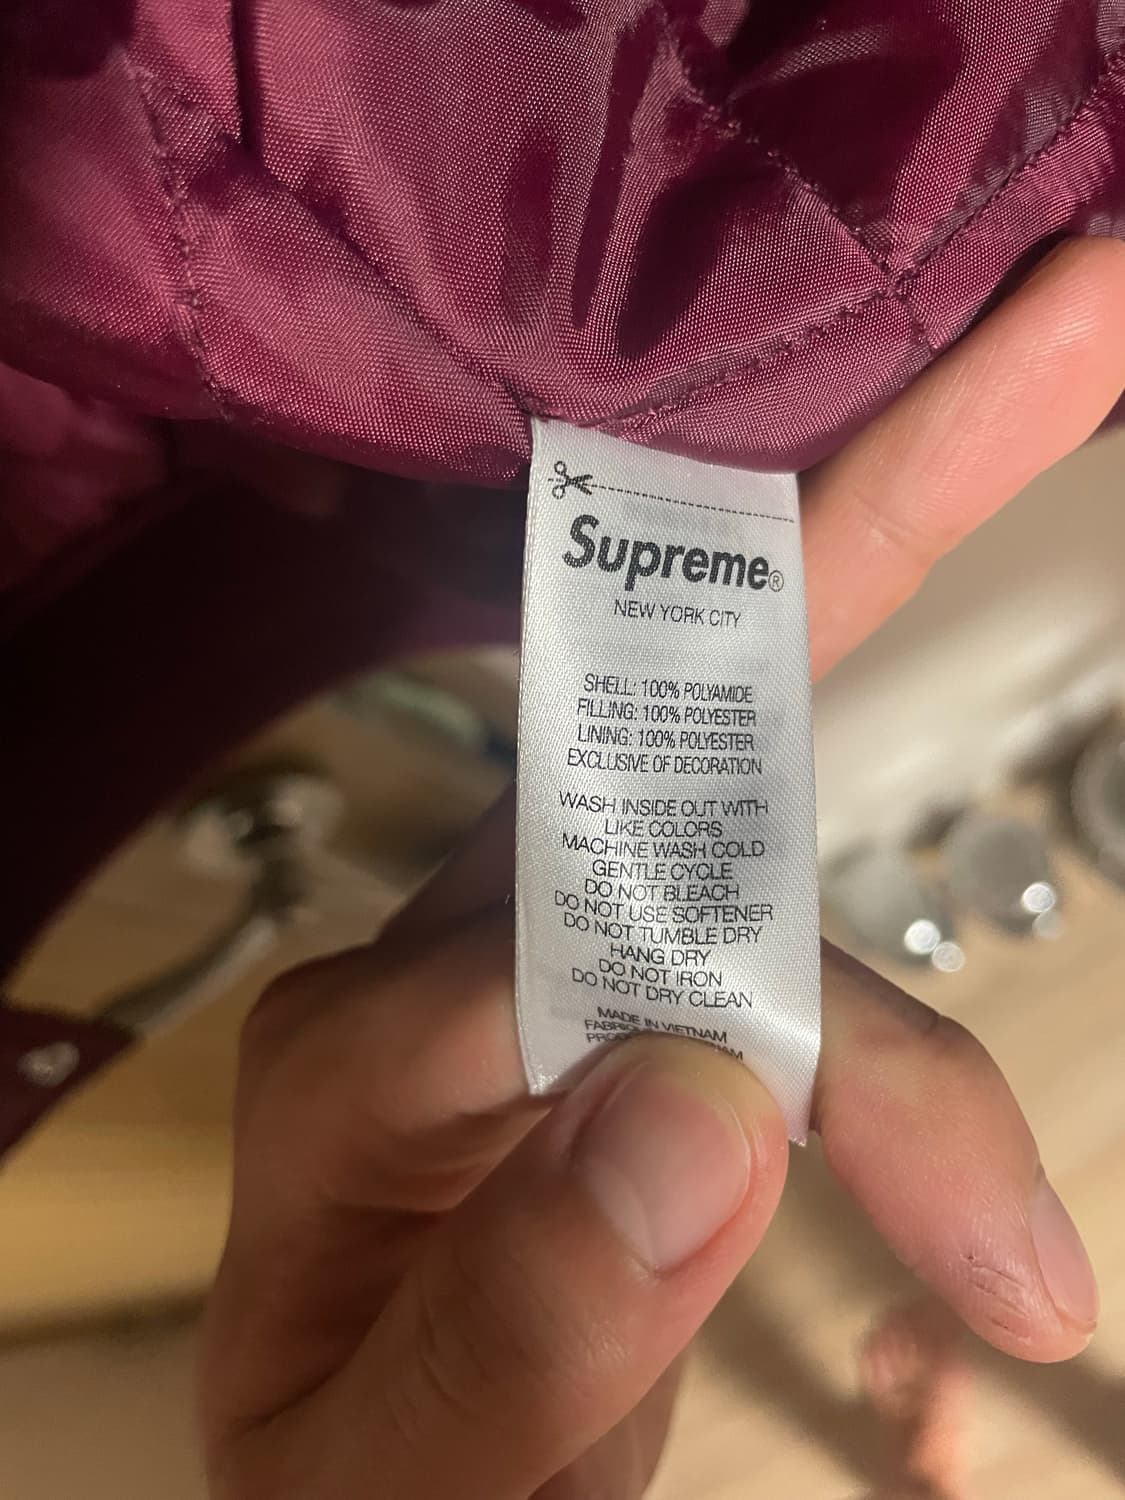 Supreme®
NEW YORK CITY
SHELL: 100% POLYAMIDE
FILLING: 100% POLYESTER
LINING: 100% POLYESTER
EXCLUSIVE OF DECORATION
WASH INSIDE OUT WITH
LIKE COLORS
MACHINE WASH COLD
GENTLE CYCLE
DO NOT BLEACH
DO NOT USE SOFTENER
DO NOT TUMBLE DRY
HANG DRY
DO NOT IRON
DO NOT DRY CLEAN
MADE IN VIETNAM